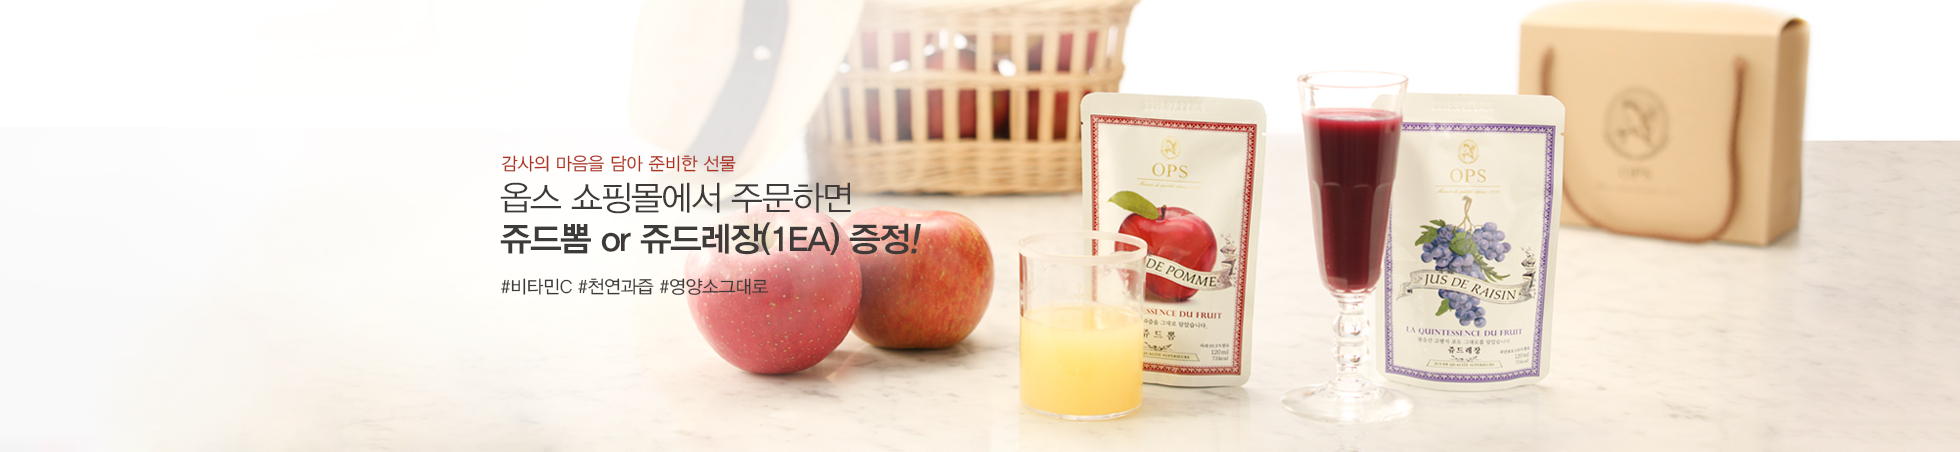 감사의 마음을 담아 준비한 선물
옵스 쇼핑몰에서 주문하면
쥬드뽐 or 쥬드레장(1EA) 증정!
#비타민C #천연과즙 #영양소그대로
OPS
DE POMME
ESSENCE DU FRUIT
쥬드뽐
120ml
OPS
JUS DE RAISIN
LA QUINTESSENCE DU FRUIT
쥬드레장
120ml
OPS